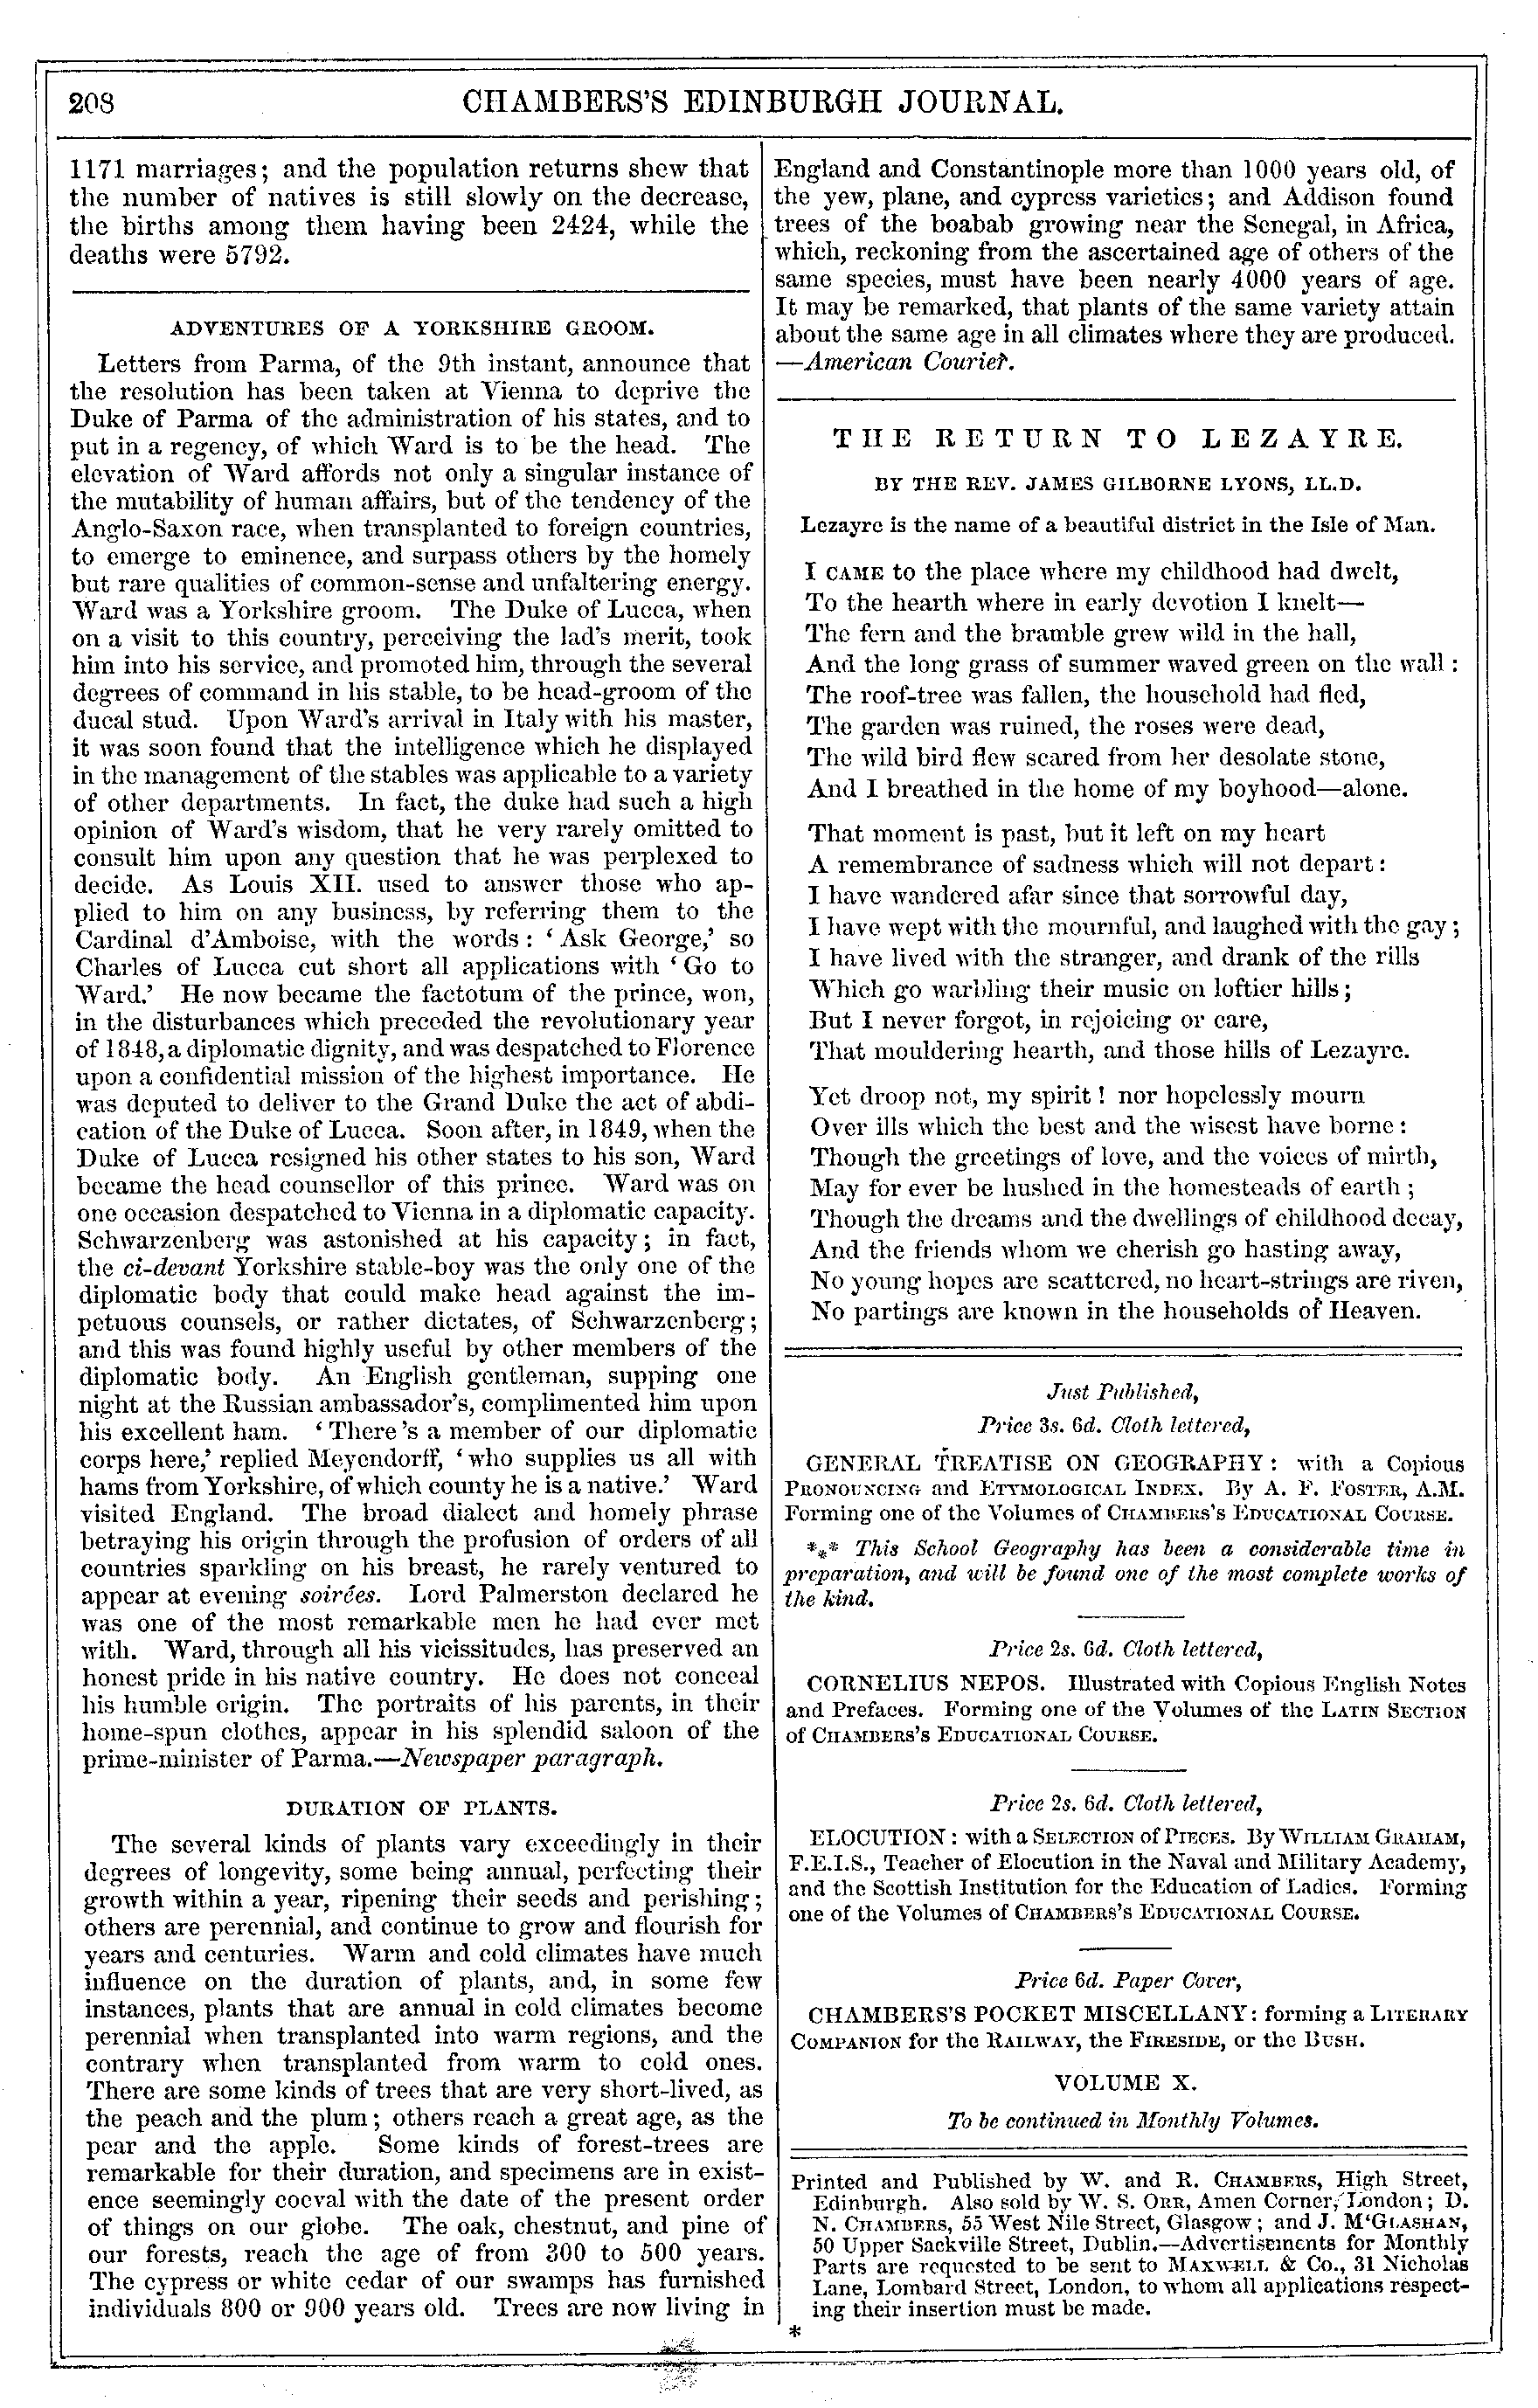 208
CHAMBERS'S EDINBURGH JOURNAL.
1171 marriages; and the population returns shew that
the number of natives is still slowly on the decrease,
the births among them having been 2424, while the
deaths were 5792.
ADVENTURES OF A YORKSHIRE GROOM.
Letters from Parma, of the 9th instant, announce that
the resolution has been taken at Vienna to deprive the
Duke of Parma of the administration of his states, and to
put in a regency, of which Ward is to be the head. The
elevation of Ward affords not only a singular instance of
the mutability of human affairs, but of the tendency of the
Anglo-Saxon race, when transplanted to foreign countries,
to emerge to eminence, and surpass others by the homely
but rare qualities of common-sense and unfaltering energy.
Ward was a Yorkshire groom. The Duke of Lucca, when
on a visit to this country, perceiving the lad's merit, took
him into his service, and promoted him, through the several
degrees of command in his stable, to be head-groom of the
ducal stud. Upon Ward's arrival in Italy with his master,
it was soon found that the intelligence which he displayed
in the management of the stables was applicable to a variety
of other departments. In fact, the duke had such a high
opinion of Ward's wisdom, that he very rarely omitted to
consult him upon any question that he was perplexed to
decide. As Louis XII. used to answer those who ap-
plied to him on any business, by referring them to the
Cardinal d'Amboise, with the words: 'Ask George,' so
Charles of Lucca cut short all applications with 'Go to
Ward.' He now became the factotum of the prince, won,
in the disturbances which preceded the revolutionary year
of 1848, a diplomatic dignity, and was despatched to Florence
upon a confidential mission of the highest importance. He
was deputed to deliver to the Grand Duke the act of abdi-
cation of the Duke of Lucca. Soon after, in 1849, when the
Duke of Lucca resigned his other states to his son, Ward
became the head counsellor of this prince. Ward was on
one occasion despatched to Vienna in a diplomatic capacity.
Schwarzenberg was astonished at his capacity; in fact,
the ci-devant Yorkshire stable-boy was the only one of the
diplomatic body that could make head against the im-
petuous counsels, or rather dictates, of Schwarzenberg;
and this was found highly useful by other members of the
diplomatic body. An English gentleman, supping one
night at the Russian ambassador's, complimented him upon
his excellent ham. 'There's a member of our diplomatic
corps here,' replied Meyendorff, 'who supplies us all with
hams from Yorkshire, of which county he is a native.' Ward
visited England. The broad dialect and homely phrase
betraying his origin through the profusion of orders of all
countries sparkling on his breast, he rarely ventured to
appear at evening soirées. Lord Palmerston declared he
was one of the most remarkable men he had ever met
with. Ward, through all his vicissitudes, has preserved an
honest pride in his native country. He does not conceal
his humble origin. The portraits of his parents, in their
home-spun clothes, appear in his splendid saloon of the
prime-minister of Parma.—Newspaper paragraph.
DURATION OF PLANTS.
The several kinds of plants vary exceedingly in their
degrees of longevity, some being annual, perfecting their
growth within a year, ripening their seeds and perishing;
others are perennial, and continue to grow and flourish for
years and centuries. Warm and cold climates have much
influence on the duration of plants, and, in some few
instances, plants that are annual in cold climates become
perennial when transplanted into warm regions, and the
contrary when transplanted from warm to cold ones.
There are some kinds of trees that are very short-lived, as
the peach and the plum; others reach a great age, as the
pear and the apple. Some kinds of forest-trees are
remarkable for their duration, and specimens are in exist-
ence seemingly coeval with the date of the present order
of things on our globe. The oak, chestnut, and pine of
our forests, reach the age of from 300 to 500 years.
The cypress or white cedar of our swamps has furnished
individuals 800 or 900 years old. Trees are now living in
England and Constantinople more than 1000 years old, of
the yew, plane, and cypress varieties; and Addison found
trees of the boabab growing near the Senegal, in Africa,
which, reckoning from the ascertained age of others of the
same species, must have been nearly 4000 years of age.
It may be remarked, that plants of the same variety attain
about the same age in all climates where they are produced.
—American Courier.
THE RETURN TO LEZAYRE.
BY THE REV. JAMES GILBORNE LYONS, LL.D.
Lezayre is the name of a beautiful district in the Isle of Man.
I CAME to the place where my childhood had dwelt,
To the hearth where in early devotion I knelt—
The fern and the bramble grew wild in the hall,
And the long grass of summer waved green on the wall:
The roof-tree was fallen, the household had fled,
The garden was ruined, the roses were dead,
The wild bird flew scared from her desolate stone,
And I breathed in the home of my boyhood—alone.
That moment is past, but it left on my heart
A remembrance of sadness which will not depart:
I have wandered afar since that sorrowful day,
I have wept with the mournful, and laughed with the gay;
I have lived with the stranger, and drank of the rills
Which go warbling their music on loftier hills;
But I never forgot, in rejoicing or care,
That mouldering hearth, and those hills of Lezayre.
Yet droop not, my spirit! nor hopelessly mourn
Over ills which the best and the wisest have borne:
Though the greetings of love, and the voices of mirth,
May for ever be hushed in the homesteads of earth;
Though the dreams and the dwellings of childhood decay,
And the friends whom we cherish go hasting away,
No young hopes are scattered, no heart-strings are riven,
No partings are known in the households of Heaven.
Just Published,
Price 3s. 6d. Cloth lettered,
GENERAL TREATISE ON GEOGRAPHY: with a Copious
PRONOUNCING and ETYMOLOGICAL INDEX. By A. F. FOSTER, A.M.
Forming one of the Volumes of CHAMBERS'S EDUCATIONAL COURSE.
*** This School Geography has been a considerable time in
preparation, and will be found one of the most complete works of
the kind.
Price 2s. 6d. Cloth lettered,
CORNELIUS NEPOS. Illustrated with Copious English Notes
and Prefaces. Forming one of the Volumes of the LATIN SECTION
of CHAMBERS'S EDUCATIONAL COURSE.
Price 2s. 6d. Cloth lettered,
ELOCUTION: with a SELECTION of PIECES. By WILLIAM GRAHAM,
F.E.I.S., Teacher of Elocution in the Naval and Military Academy,
and the Scottish Institution for the Education of Ladies. Forming
one of the Volumes of CHAMBERS'S EDUCATIONAL COURSE.
Price 6d. Paper Cover,
CHAMBERS'S POCKET MISCELLANY: forming a LITERARY
COMPANION for the RAILWAY, the FIRESIDE, or the BUSH.
VOLUME X.
To be continued in Monthly Volumes.
Printed and Published by W. and R. CHAMBERS, High Street,
Edinburgh. Also sold by W. S. ORR, Amen Corner, London; D.
N. CHAMBERS, 55 West Nile Street, Glasgow; and J. M'GLASHAN,
50 Upper Sackville Street, Dublin.—Advertisements for Monthly
Parts are requested to be sent to MAXWELL & Co., 31 Nicholas
Lane, Lombard Street, London, to whom all applications respect-
ing their insertion must be made.
*